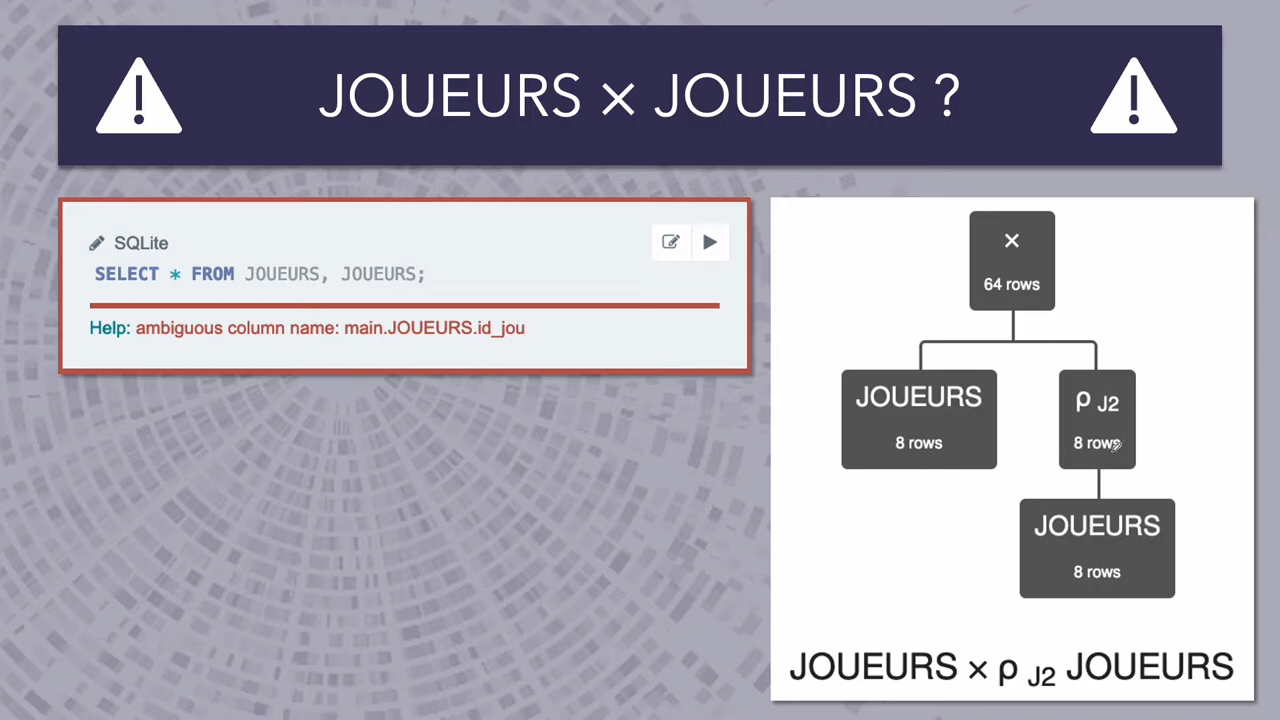 JOUEURS × JOUEURS ?
SQLite
SELECT * FROM JOUEURS, JOUEURS;
Help: ambiguous column name: main.JOUEURS.id_jou
×
64 rows
JOUEURS
8 rows
ρ J2
8 rows
JOUEURS
8 rows
JOUEURS × ρ J2 JOUEURS